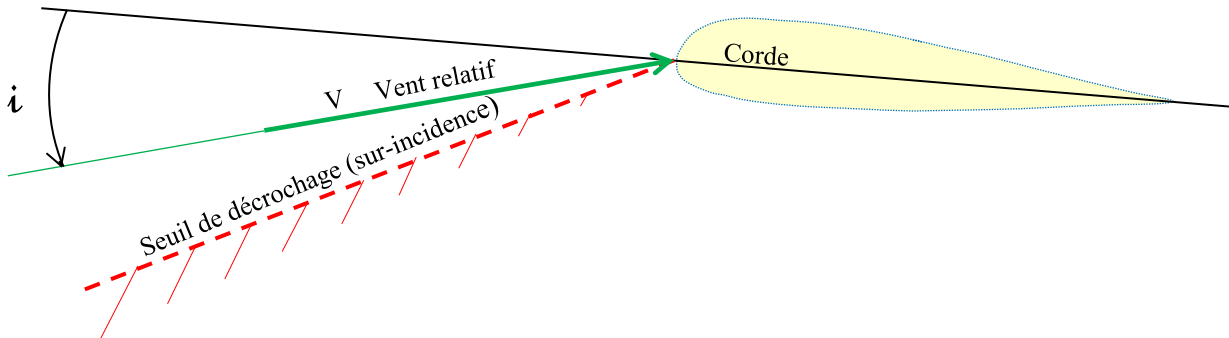 Corde
V Vent relatif
i
Seuil de décrochage (sur-incidence)